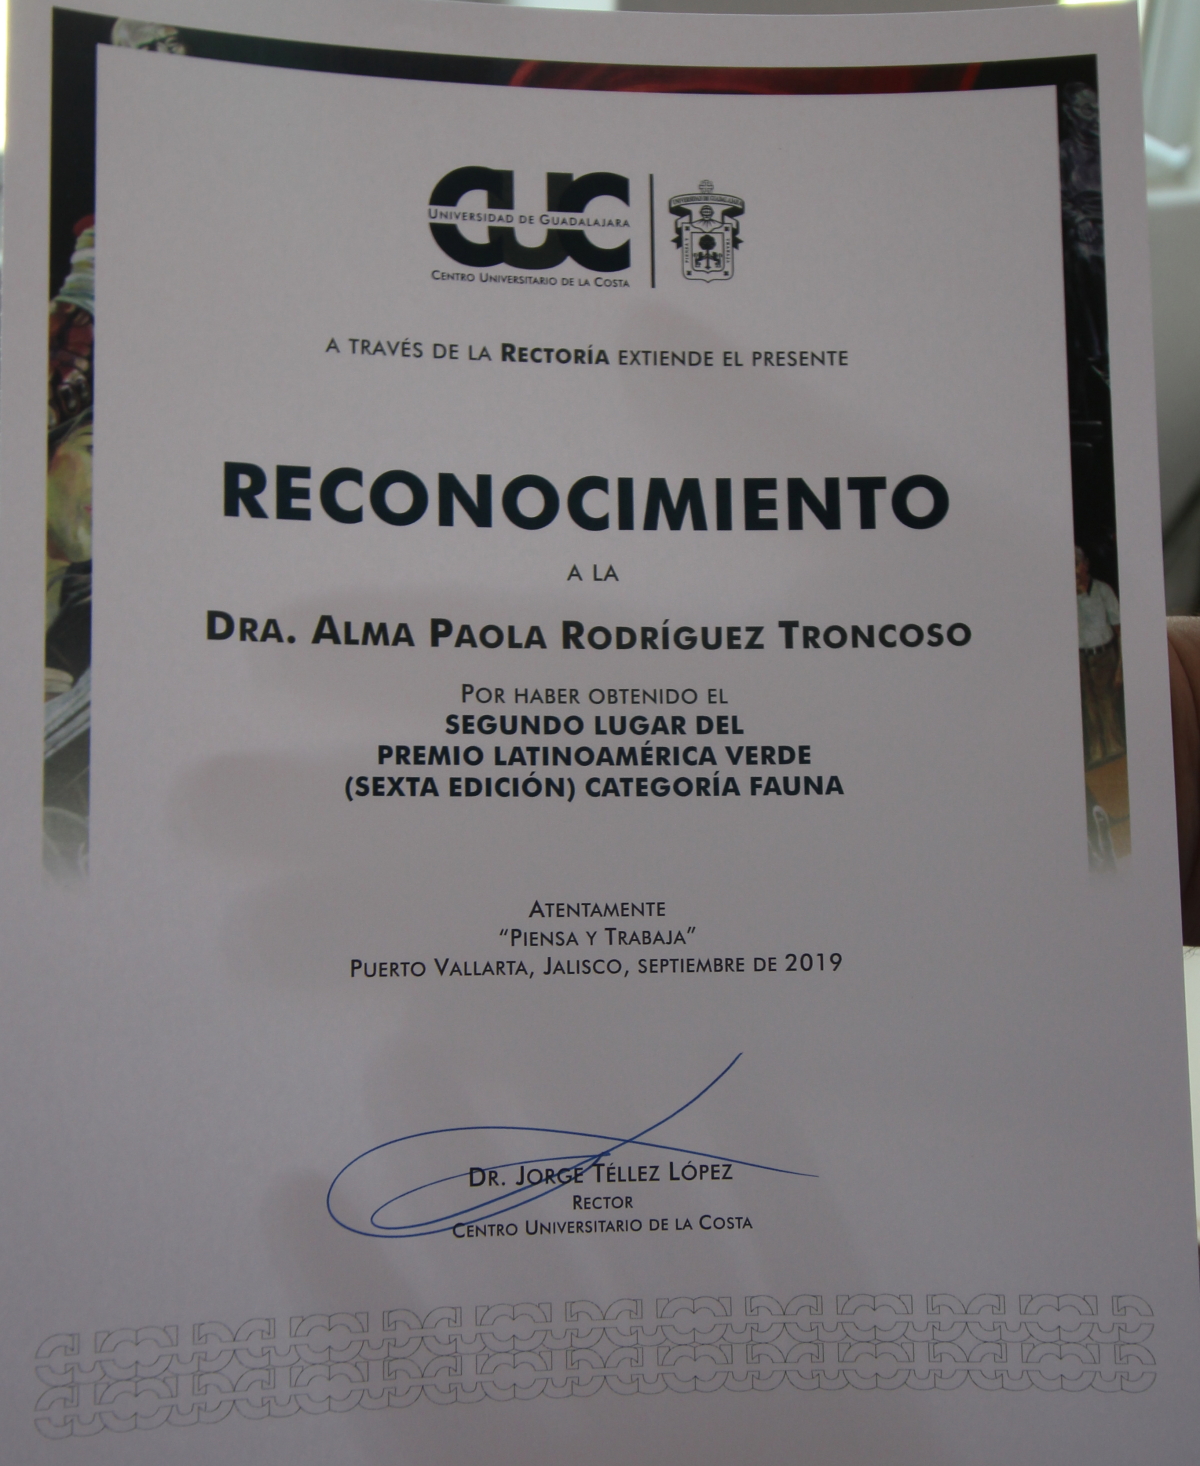 CUC
UNIVERSIDAD DE GUADALAJARA
CENTRO UNIVERSITARIO DE LA COSTA
A TRAVÉS DE LA RECTORÍA EXTIENDE EL PRESENTE
RECONOCIMIENTO
A LA
DRA. ALMA PAOLA RODRÍGUEZ TRONCOSO
POR HABER OBTENIDO EL
SEGUNDO LUGAR DEL
PREMIO LATINOAMÉRICA VERDE
(SEXTA EDICIÓN) CATEGORÍA FAUNA
ATENTAMENTE
“PIENSA Y TRABAJA”
PUERTO VALLARTA, JALISCO, SEPTIEMBRE DE 2019
DR. JORGE TÉLLEZ LÓPEZ
RECTOR
CENTRO UNIVERSITARIO DE LA COSTA